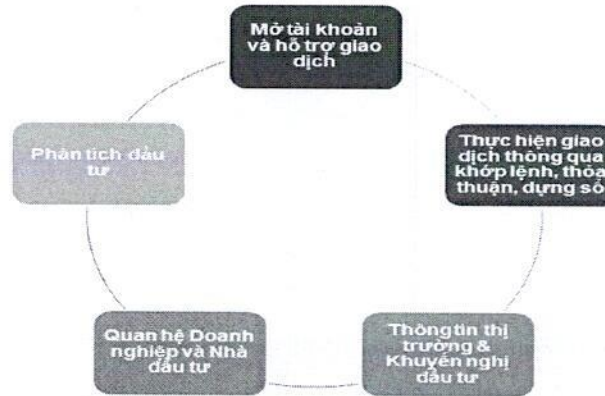 Mở tài khoản
và hỗ trợ giao
dịch
Thực hiện giao
dịch thông qua
khớp lệnh, thỏa
thuận, dựng sổ
Thông tin thị
trường &
Khuyến nghị
đầu tư
Quan hệ Doanh
nghiệp và Nhà
đầu tư
Phân tích đầu
tư